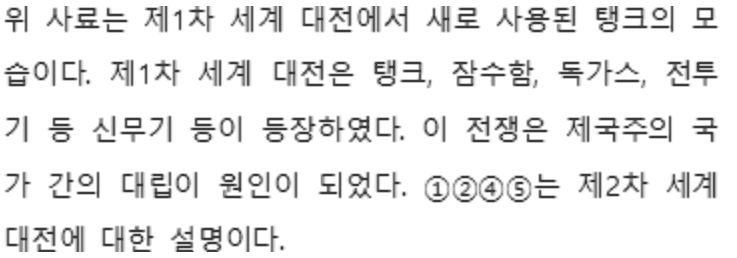 위 사료는 제1차 세계 대전에서 새로 사용된 탱크의 모
습이다. 제1차 세계 대전은 탱크, 잠수함, 독가스, 전투
기 등 신무기 등이 등장하였다. 이 전쟁은 제국주의 국
가 간의 대립이 원인이 되었다. ①②④⑤는 제2차 세계
대전에 대한 설명이다.